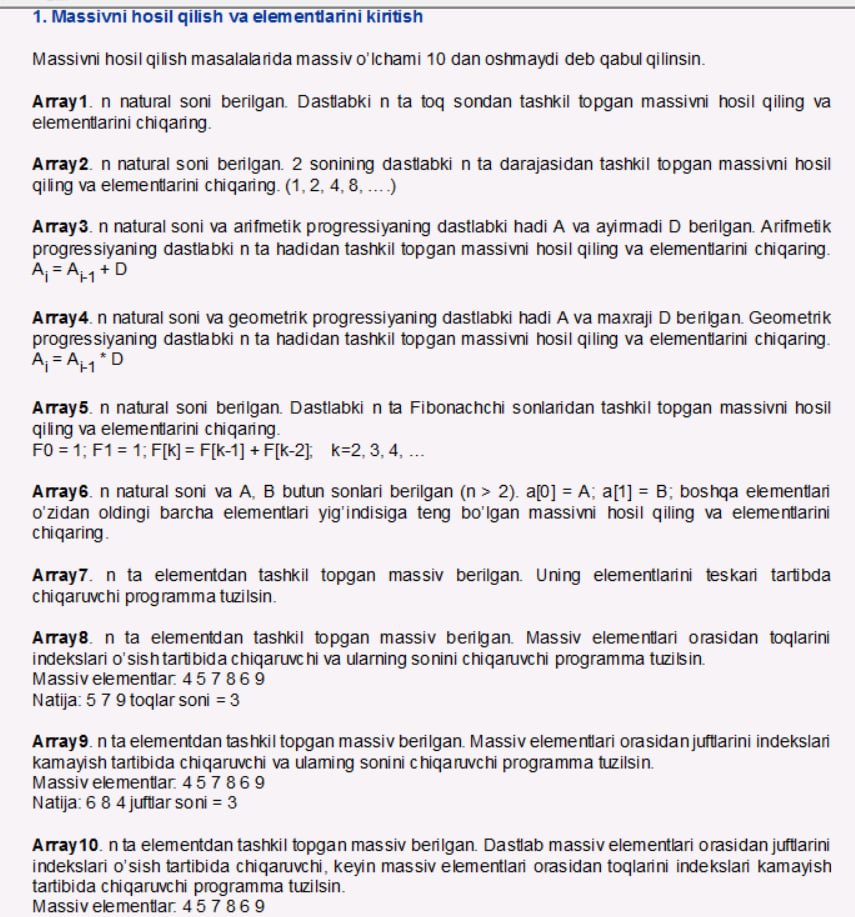 1. Massivni hosil qilish va elementlarini kiritish
Massivni hosil qilish masalalarida massiv o'lchami 10 dan oshmaydi deb qabul qilinsin.
Array1. n natural soni berilgan. Dastlabki n ta toq sondan tashkil topgan massivni hosil qiling va
elementlarini chiqaring.
Array2. n natural soni berilgan. 2 sonining dastlabki n ta darajasidan tashkil topgan massivni hosil
qiling va elementlarini chiqaring. (1, 2, 4, 8, ... .)
Array3. n natural soni va arifmetik progressiyaning dastlabki hadi A va ayirmadi D berilgan. Arifmetik
progressiyaning dastlabki n ta hadidan tashkil topgan massivni hosil qiling va elementlarini chiqaring.
Ai = Ai-1 + D
Array4. n natural soni va geometrik progressiyaning dastlabki hadi A va maxraji D berilgan. Geometrik
progressiyaning dastlabki n ta hadidan tashkil topgan massivni hosil qiling va elementlarini chiqaring.
Ai = Ai-1 * D
Array5. n natural soni berilgan. Dastlabki n ta Fibonachchi sonlaridan tashkil topgan massivni hosil
qiling va elementlarini chiqaring.
F0 = 1; F1 = 1; F[k] = F[k-1] + F[k-2]; k=2, 3, 4, ...
Array6. n natural soni va A, B butun sonlari berilgan (n > 2). a[0] = A; a[1] = B; boshqa elementlari
o'zidan oldingi barcha elementlari yig'indisiga teng bo'lgan massivni hosil qiling va elementlarini
chiqaring.
Array7. n ta elementdan tashkil topgan massiv berilgan. Uning elementlarini teskari tartibda
chiqaruvchi programma tuzilsin.
Array8. n ta elementdan tashkil topgan massiv berilgan. Massiv elementlari orasidan toqlarini
indekslari o'sish tartibida chiqaruvchi va ularning sonini chiqaruvchi programma tuzilsin.
Massiv elementlar: 4 5 7 8 6 9
Natija: 5 7 9 toqlar soni = 3
Array9. n ta elementdan tashkil topgan massiv berilgan. Massiv elementlari orasidan juftlarini indekslari
kamayish tartibida chiqaruvchi va ularning sonini chiqaruvchi programma tuzilsin.
Massiv elementlar: 4 5 7 8 6 9
Natija: 6 8 4 juftlar soni = 3
Array10. n ta elementdan tashkil topgan massiv berilgan. Dastlab massiv elementlari orasidan juftlarini
indekslari o'sish tartibida chiqaruvchi, keyin massiv elementlari orasidan toqlarini indekslari kamayish
tartibida chiqaruvchi programma tuzilsin.
Massiv elementlar: 4 5 7 8 6 9